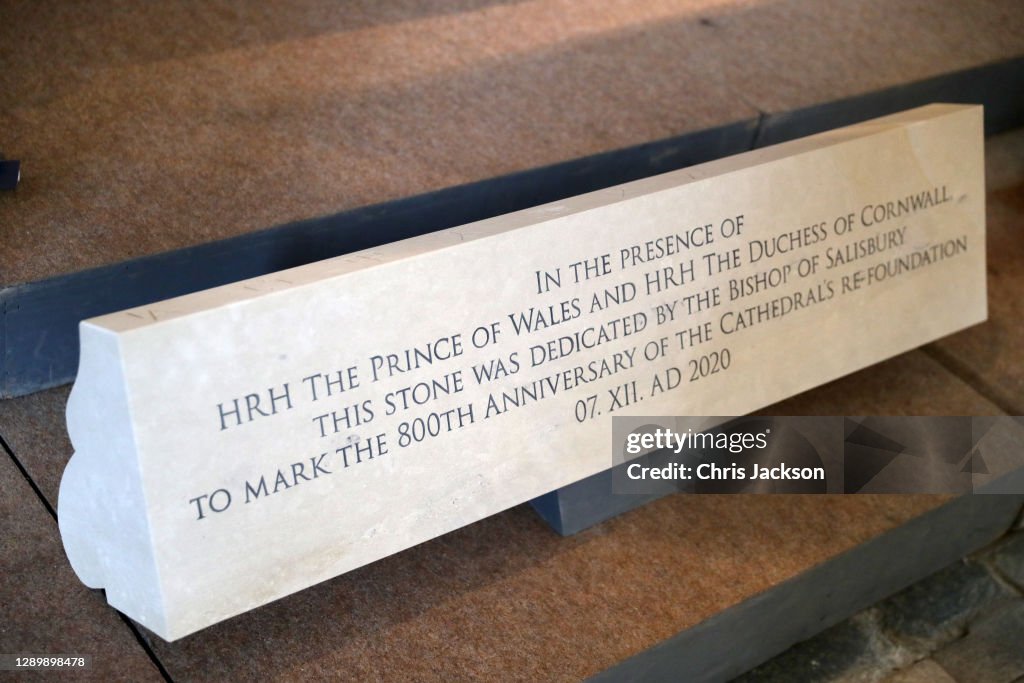 IN THE PRESENCE OF
HRH THE PRINCE OF WALES AND HRH THE DUCHESS OF CORNWALL,
THIS STONE WAS DEDICATED BY THE BISHOP OF SALISBURY
TO MARK THE 800TH ANNIVERSARY OF THE CATHEDRAL'S RE-FOUNDATION
07. XII. AD 2020
gettyimages®
Credit: Chris Jackson
1289898478